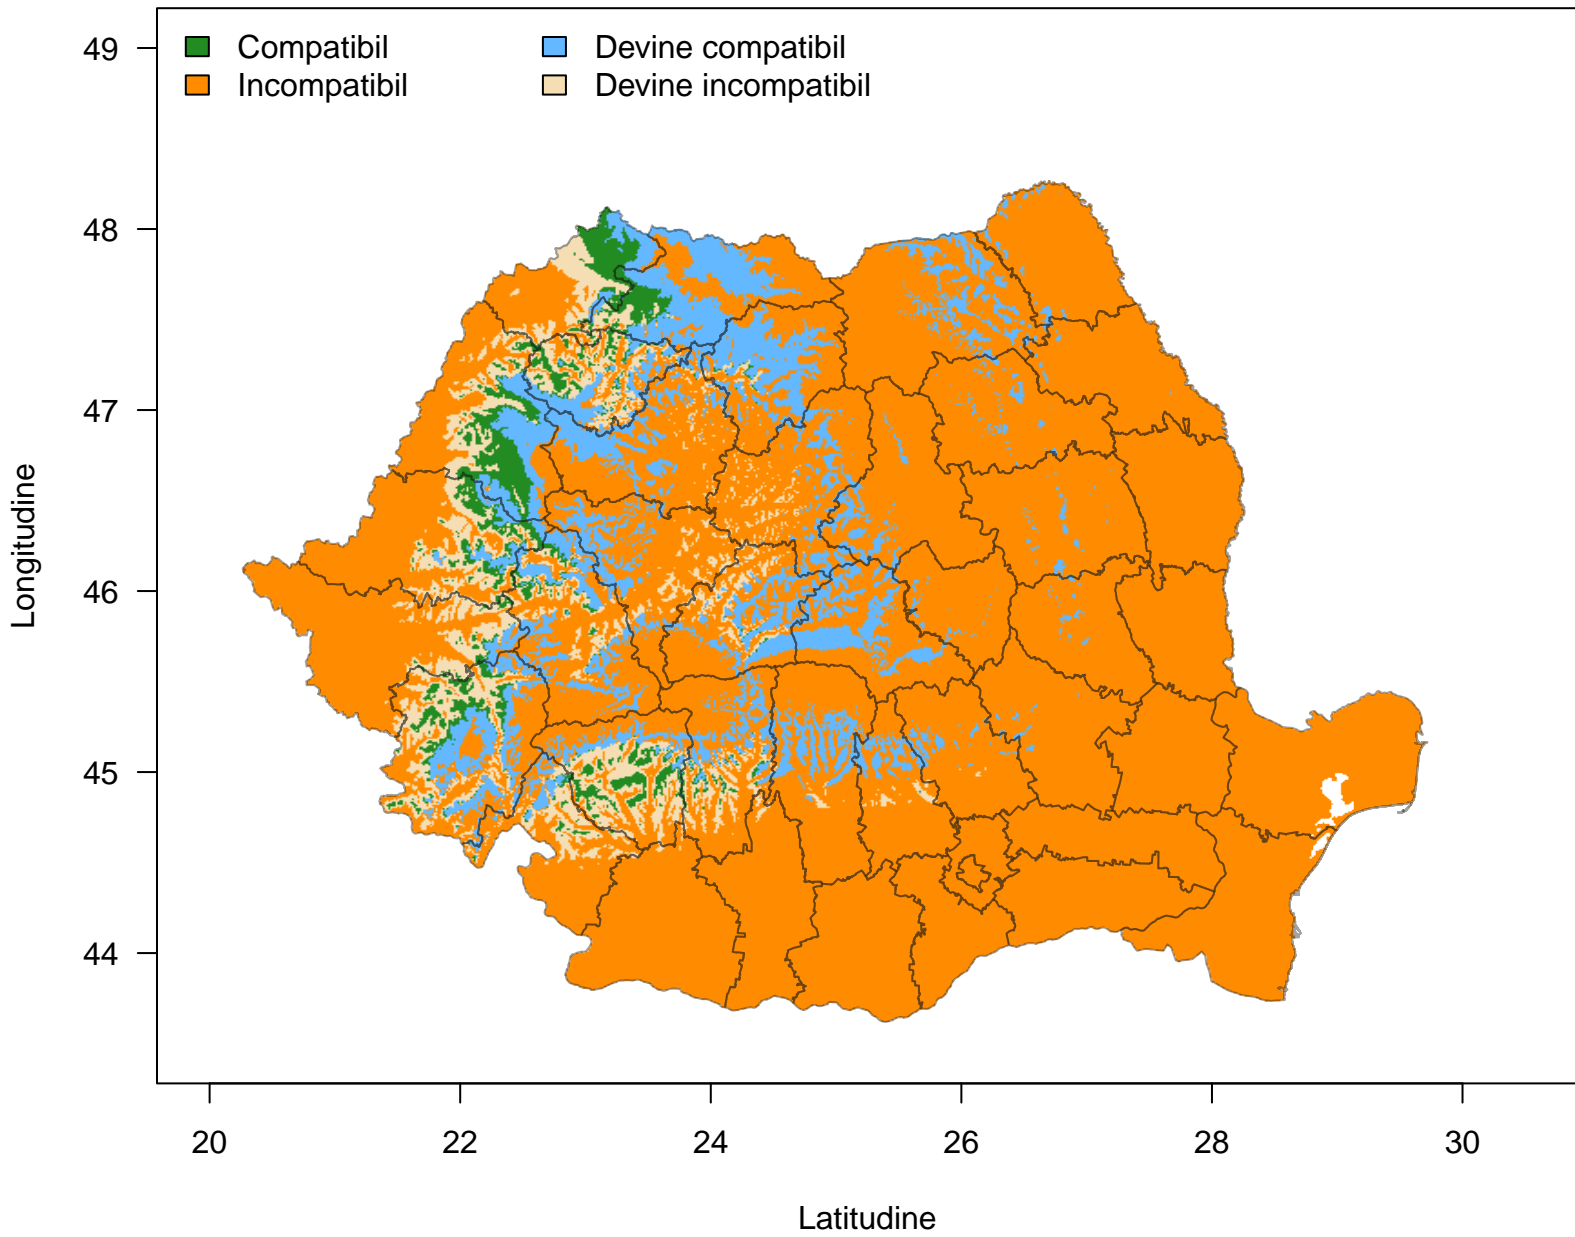 Compatibil
Incompatibil
Devine compatibil
Devine incompatibil
49
48
47
46
45
44
Longitudine
20 22 24 26 28 30
Latitudine